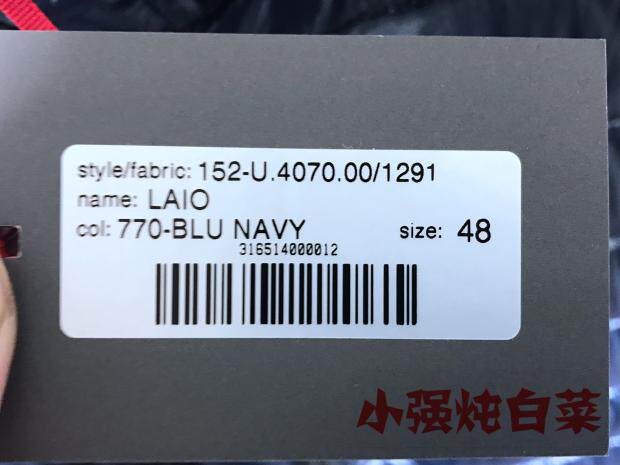 style/fabric: 152-U.4070.00/1291
name: LAIO
col: 770-BLU NAVY size: 48
316514000012
小强炖白菜